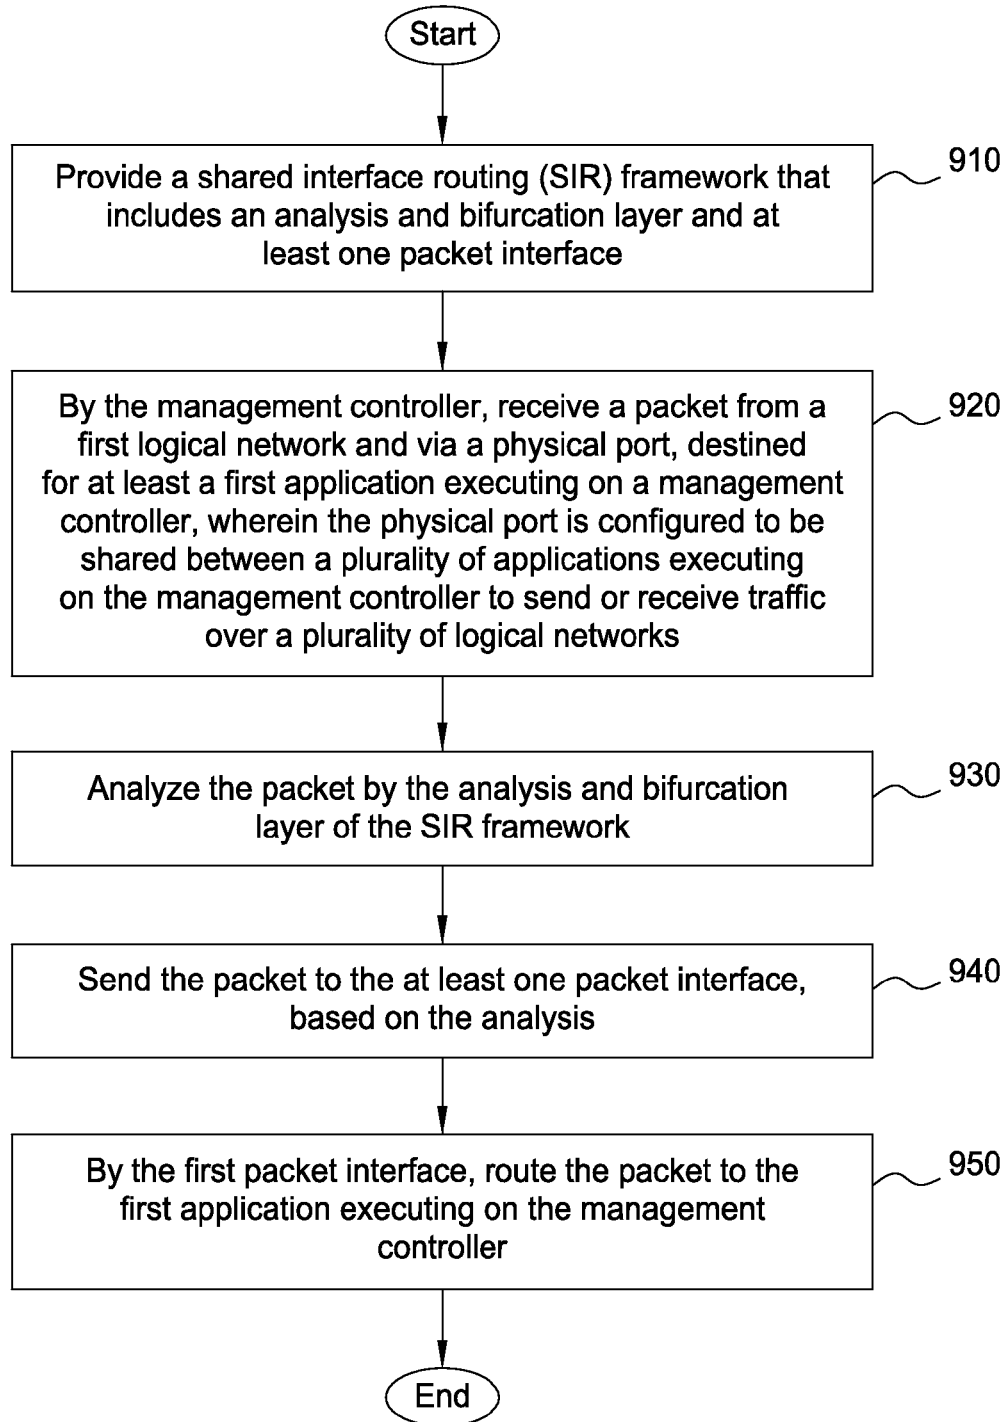 Start
Provide a shared interface routing (SIR) framework that
includes an analysis and bifurcation layer and at
least one packet interface
910
By the management controller, receive a packet from a
first logical network and via a physical port, destined
for at least a first application executing on a management
controller, wherein the physical port is configured to be
shared between a plurality of applications executing
on the management controller to send or receive traffic
over a plurality of logical networks
920
Analyze the packet by the analysis and bifurcation
layer of the SIR framework
930
Send the packet to the at least one packet interface,
based on the analysis
940
By the first packet interface, route the packet to the
first application executing on the management
controller
950
End